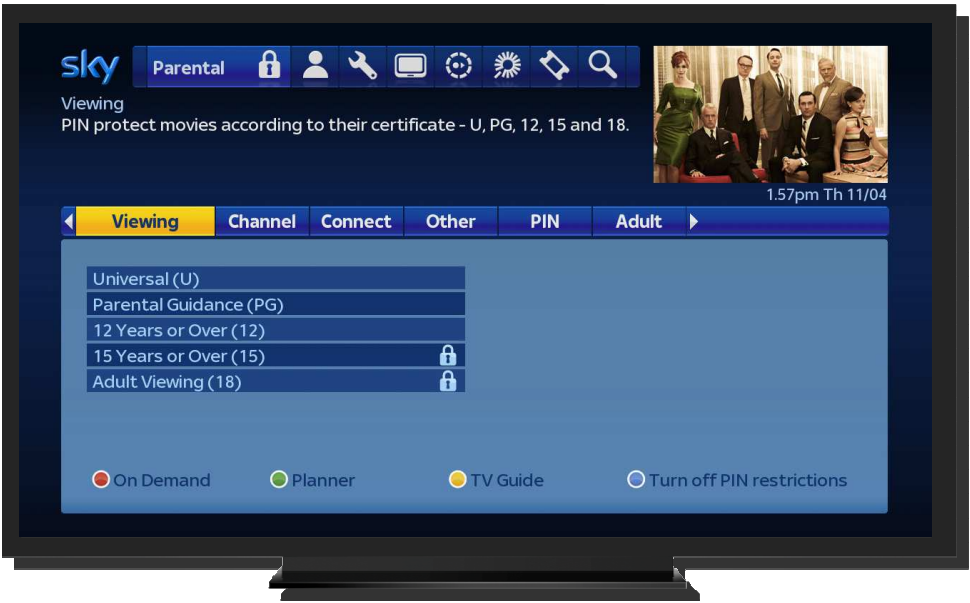 sky
Parental
Viewing
PIN protect movies according to their certificate - U, PG, 12, 15 and 18.
1.57pm Th 11/04
Viewing Channel Connect Other PIN Adult
Universal (U)
Parental Guidance (PG)
12 Years or Over (12)
15 Years or Over (15)
Adult Viewing (18)
On Demand Planner TV Guide Turn off PIN restrictions